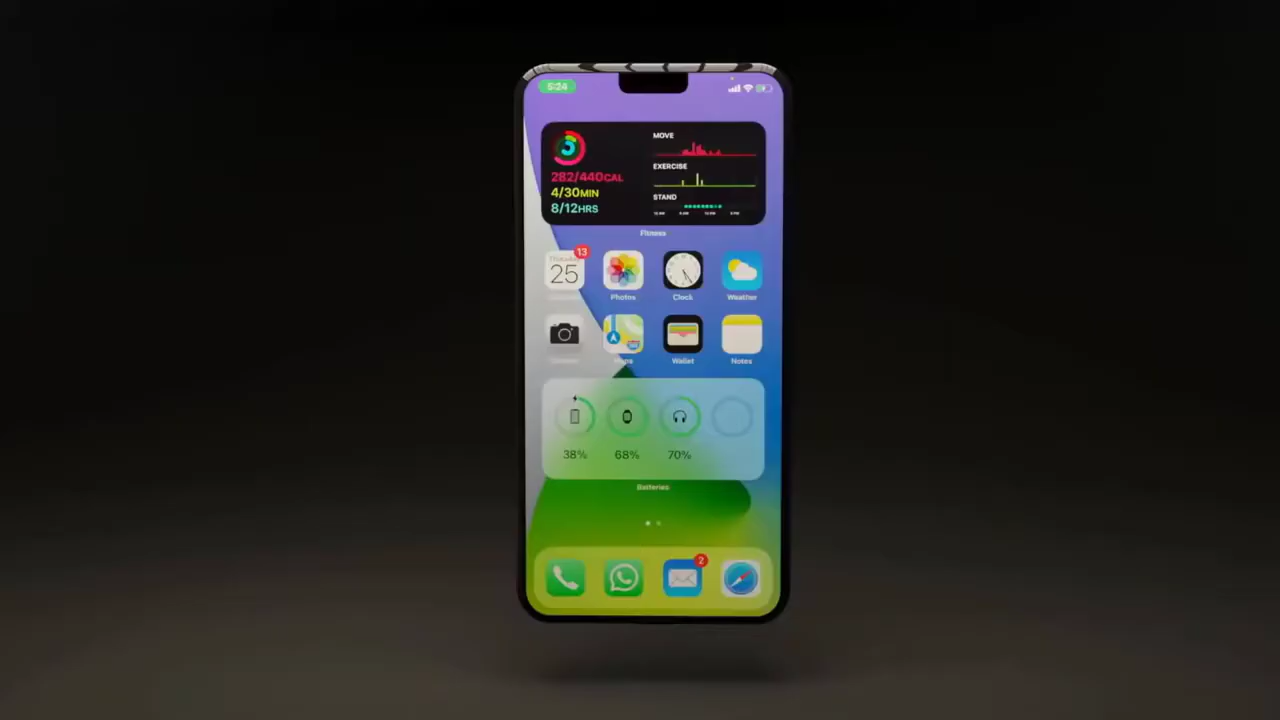 5:24
MOVE
282/440CAL
EXERCISE
4/30MIN
8/12HRS
STAND
Fitness
13
25
Photos
Clock
Weather
Maps
Wallet
Notes
38%
68%
70%
Batteries
2